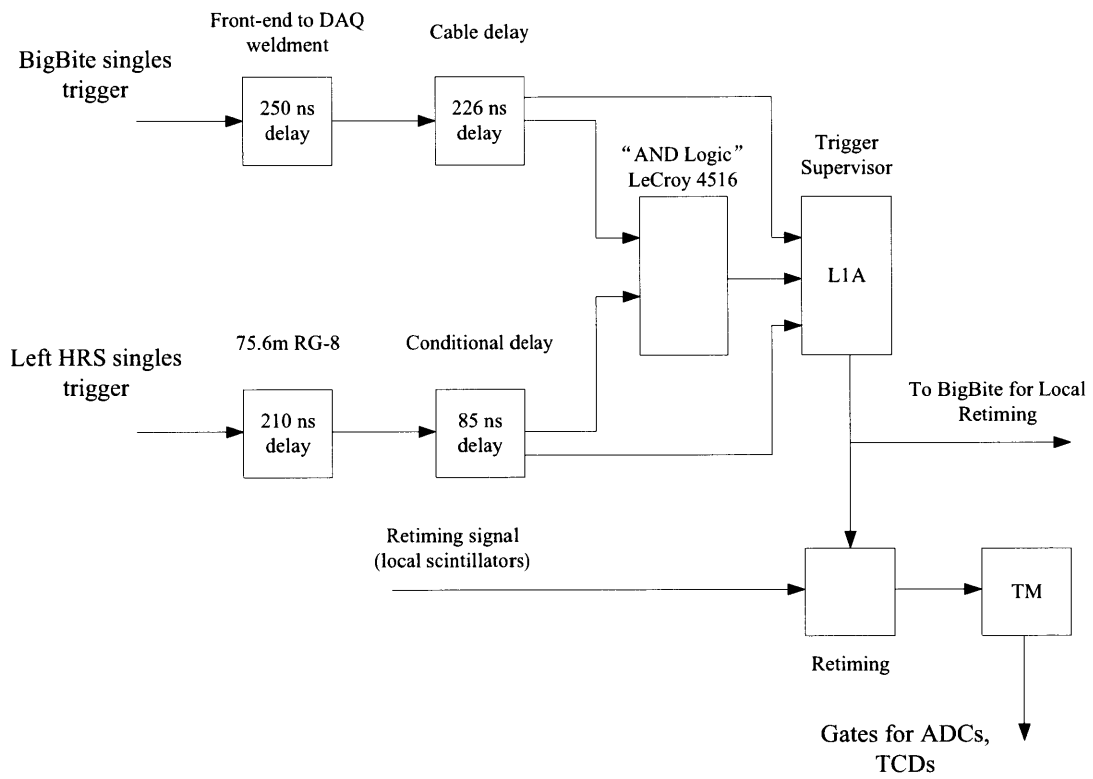 Front-end to DAQ
weldment
Cable delay
BigBite singles
trigger
250 ns
delay
226 ns
delay
“AND Logic”
LeCroy 4516
Trigger
Supervisor
L1A
75.6m RG-8
Conditional delay
Left HRS singles
trigger
210 ns
delay
85 ns
delay
To BigBite for Local
Retiming
Retiming signal
(local scintillators)
TM
Retiming
Gates for ADCs,
TCDs